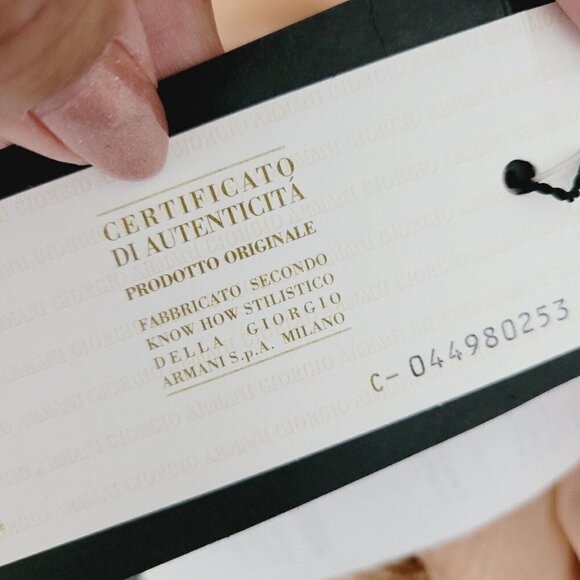 CERTIFICATO
DI AUTENTICITÀ
PRODOTTO ORIGINALE
FABBRICATO SECONDO
KNOW HOW STILISTICO
DELLA GIORGIO
ARMANI S.p.A. MILANO
C- 044980253